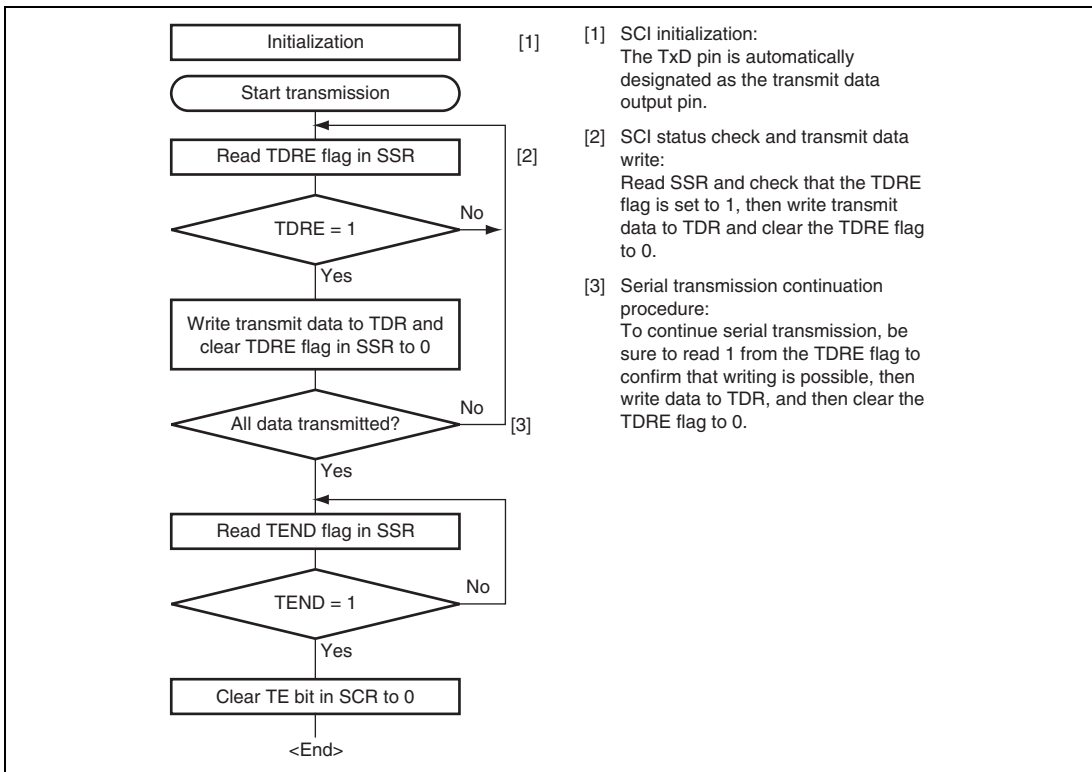 Initialization
[1]
Start transmission
Read TDRE flag in SSR
[2]
TDRE = 1
No
Yes
Write transmit data to TDR and
clear TDRE flag in SSR to 0
All data transmitted?
No
[3]
Yes
Read TEND flag in SSR
TEND = 1
No
Yes
Clear TE bit in SCR to 0
<End>
[1] SCI initialization:
The TxD pin is automatically
designated as the transmit data
output pin.
[2] SCI status check and transmit data
write:
Read SSR and check that the TDRE
flag is set to 1, then write transmit
data to TDR and clear the TDRE flag
to 0.
[3] Serial transmission continuation
procedure:
To continue serial transmission, be
sure to read 1 from the TDRE flag to
confirm that writing is possible, then
write data to TDR, and then clear the
TDRE flag to 0.